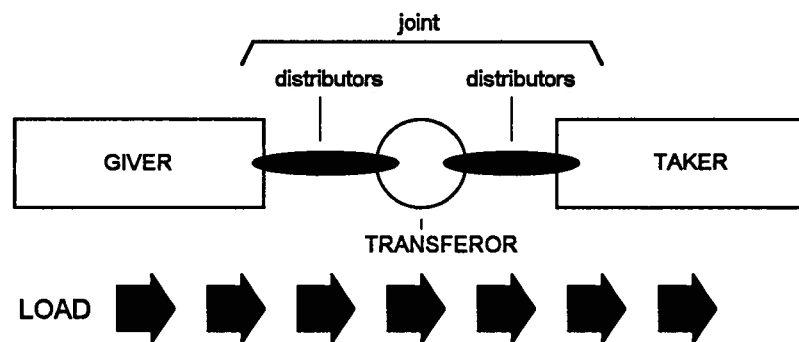 joint
distributors distributors
GIVER TAKER
TRANSFEROR
LOAD